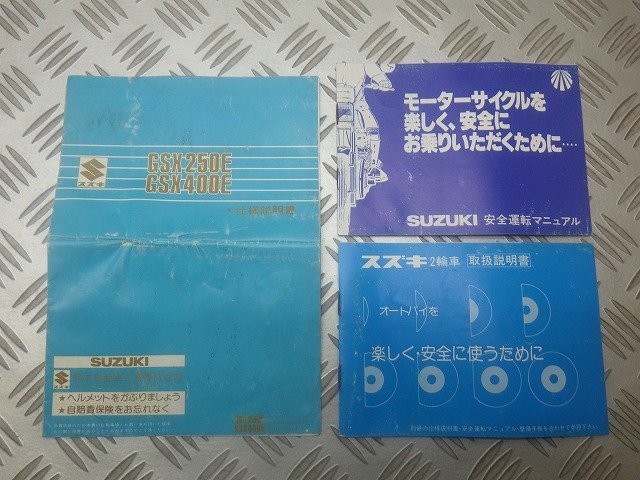 スズキ
GSX250E
GSX400E
・仕様説明書
SUZUKI
★ヘルメットをかぶりましょう
★自賠責保険をお忘れなく
モーターサイクルを
楽しく、安全に
お乗りいただくために‥‥
SUZUKI 安全運転マニュアル
スズキ 2輪車 取扱説明書
オートバイを
楽しく・安全に使うために